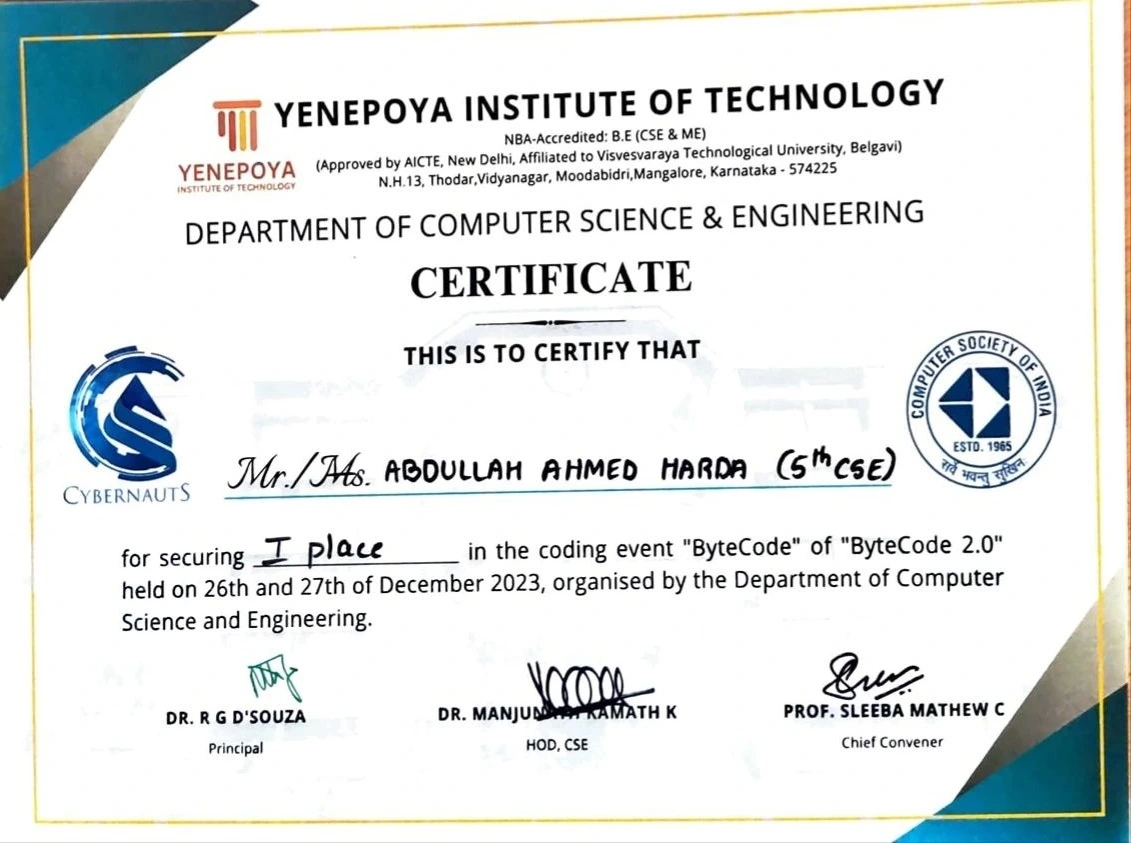 YENEPOYA INSTITUTE OF TECHNOLOGY
NBA-Accredited: B.E (CSE & ME)
(Approved by AICTE, New Delhi, Affiliated to Visvesvaraya Technological University, Belgavi)
N.H.13, Thodar,Vidyanagar, Moodabidri,Mangalore, Karnataka - 574225
YENEPOYA
INSTITUTE OF TECHNOLOGY
DEPARTMENT OF COMPUTER SCIENCE & ENGINEERING
CERTIFICATE
THIS IS TO CERTIFY THAT
CYBERNAUTS
COMPUTER SOCIETY OF INDIA
ESTD. 1965
सर्वे भवन्तु सुखिनः
Mr./Ms. ABDULLAH AHMED HARDA (5th CSE)
for securing I place in the coding event "ByteCode" of "ByteCode 2.0"
held on 26th and 27th of December 2023, organised by the Department of Computer
Science and Engineering.
DR. R G D'SOUZA
Principal
DR. MANJUNATH KAMATH K
HOD, CSE
PROF. SLEEBA MATHEW C
Chief Convener